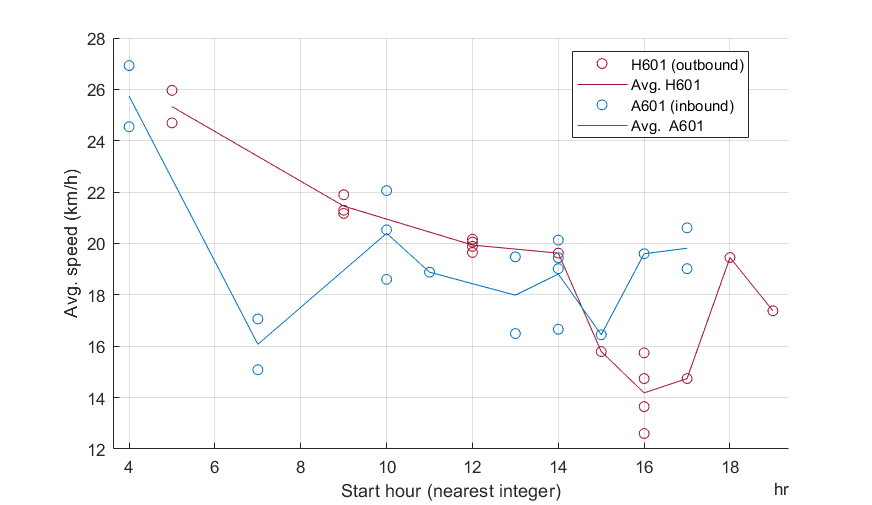 28
26
24
22
20
18
16
14
12
Avg. speed (km/h)
H601 (outbound)
Avg. H601
A601 (inbound)
Avg. A601
4 6 8 10 12 14 16 18
Start hour (nearest integer)
hr